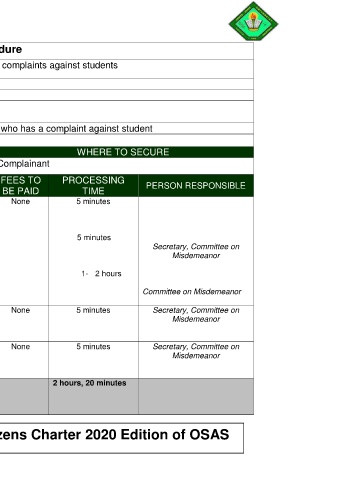 dure
complaints against students
who has a complaint against student
WHERE TO SECURE
Complainant
FEES TO
BE PAID
PROCESSING
TIME
PERSON RESPONSIBLE
None
5 minutes
5 minutes
Secretary, Committee on
Misdemeanor
1- 2 hours
Committee on Misdemeanor
None
5 minutes
Secretary, Committee on
Misdemeanor
None
5 minutes
Secretary, Committee on
Misdemeanor
2 hours, 20 minutes
zens Charter 2020 Edition of OSAS